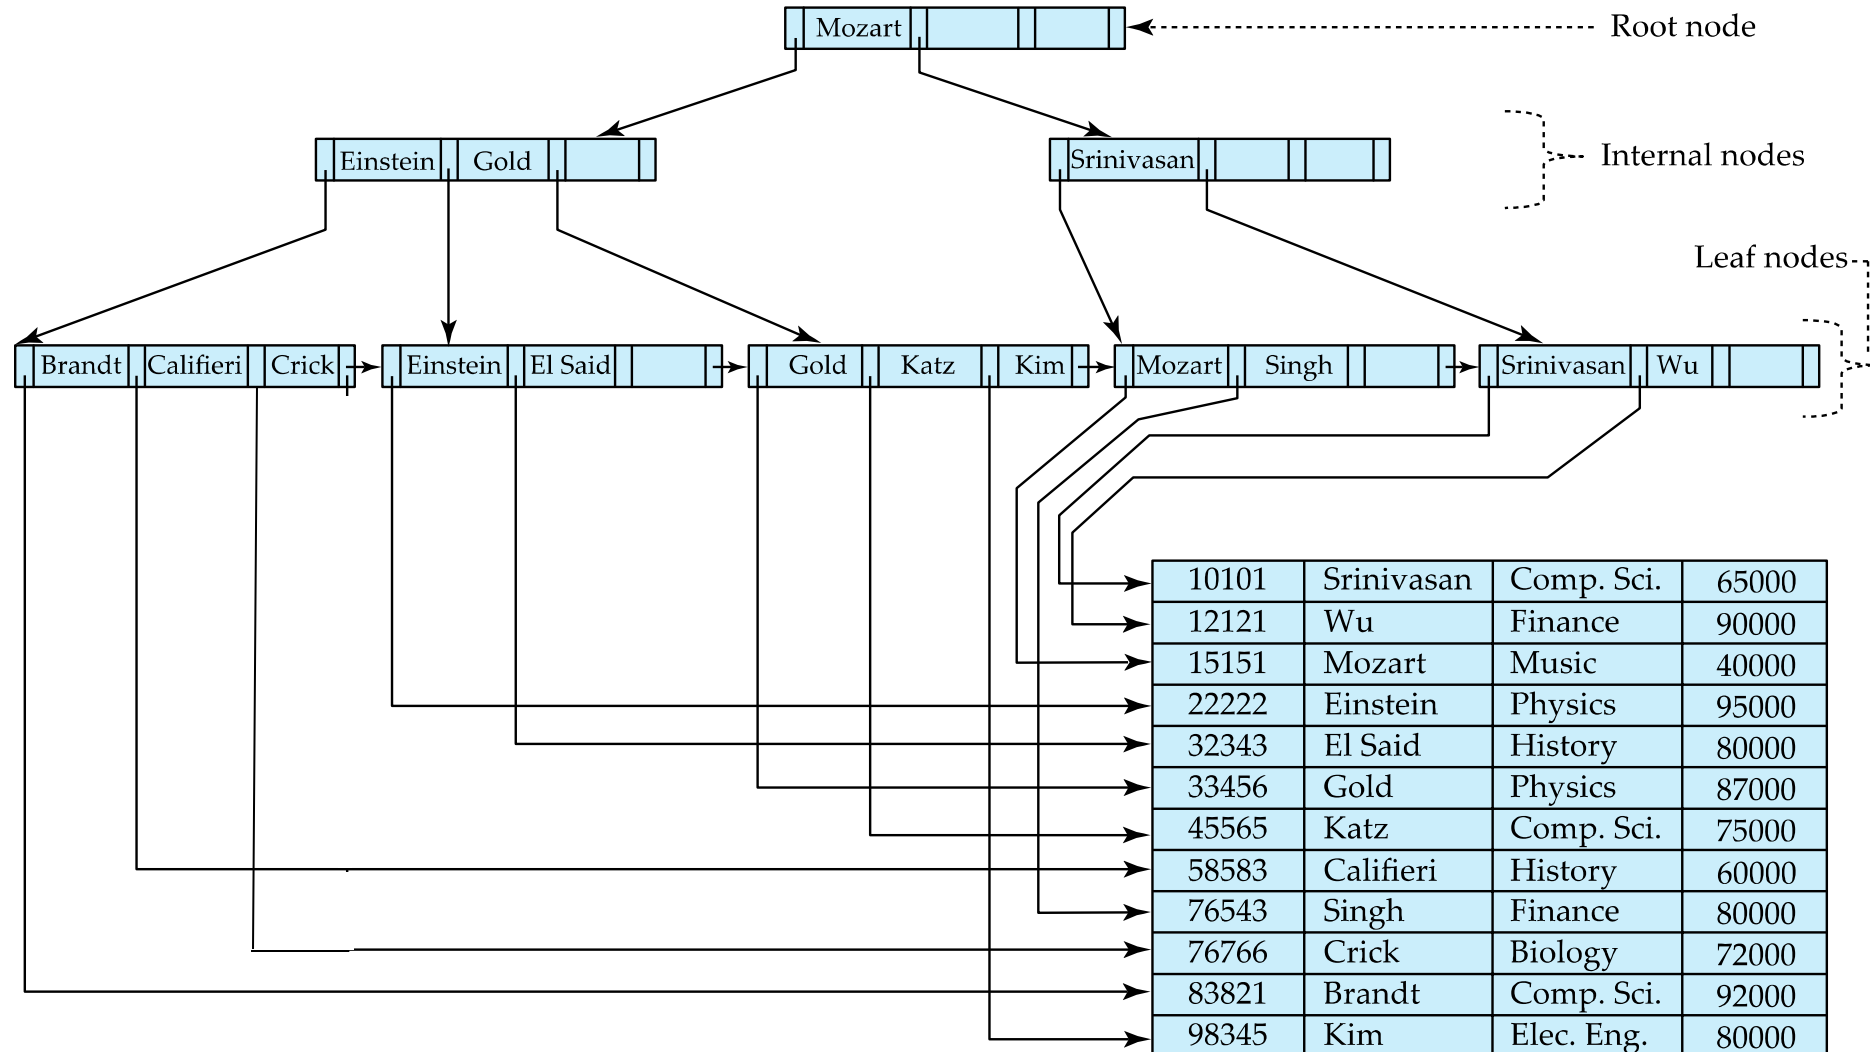 Mozart
Root node
Einstein Gold
Srinivasan
Internal nodes
Leaf nodes
Brandt Califieri Crick
Einstein El Said
Gold Katz Kim
Mozart Singh
Srinivasan Wu
10101 Srinivasan Comp. Sci. 65000
12121 Wu Finance 90000
15151 Mozart Music 40000
22222 Einstein Physics 95000
32343 El Said History 80000
33456 Gold Physics 87000
45565 Katz Comp. Sci. 75000
58583 Califieri History 60000
76543 Singh Finance 80000
76766 Crick Biology 72000
83821 Brandt Comp. Sci. 92000
98345 Kim Elec. Eng. 80000